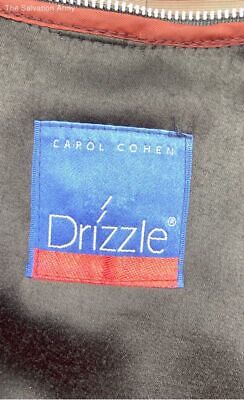 The Salvation Army
CAROL COHEN
Drizzle®